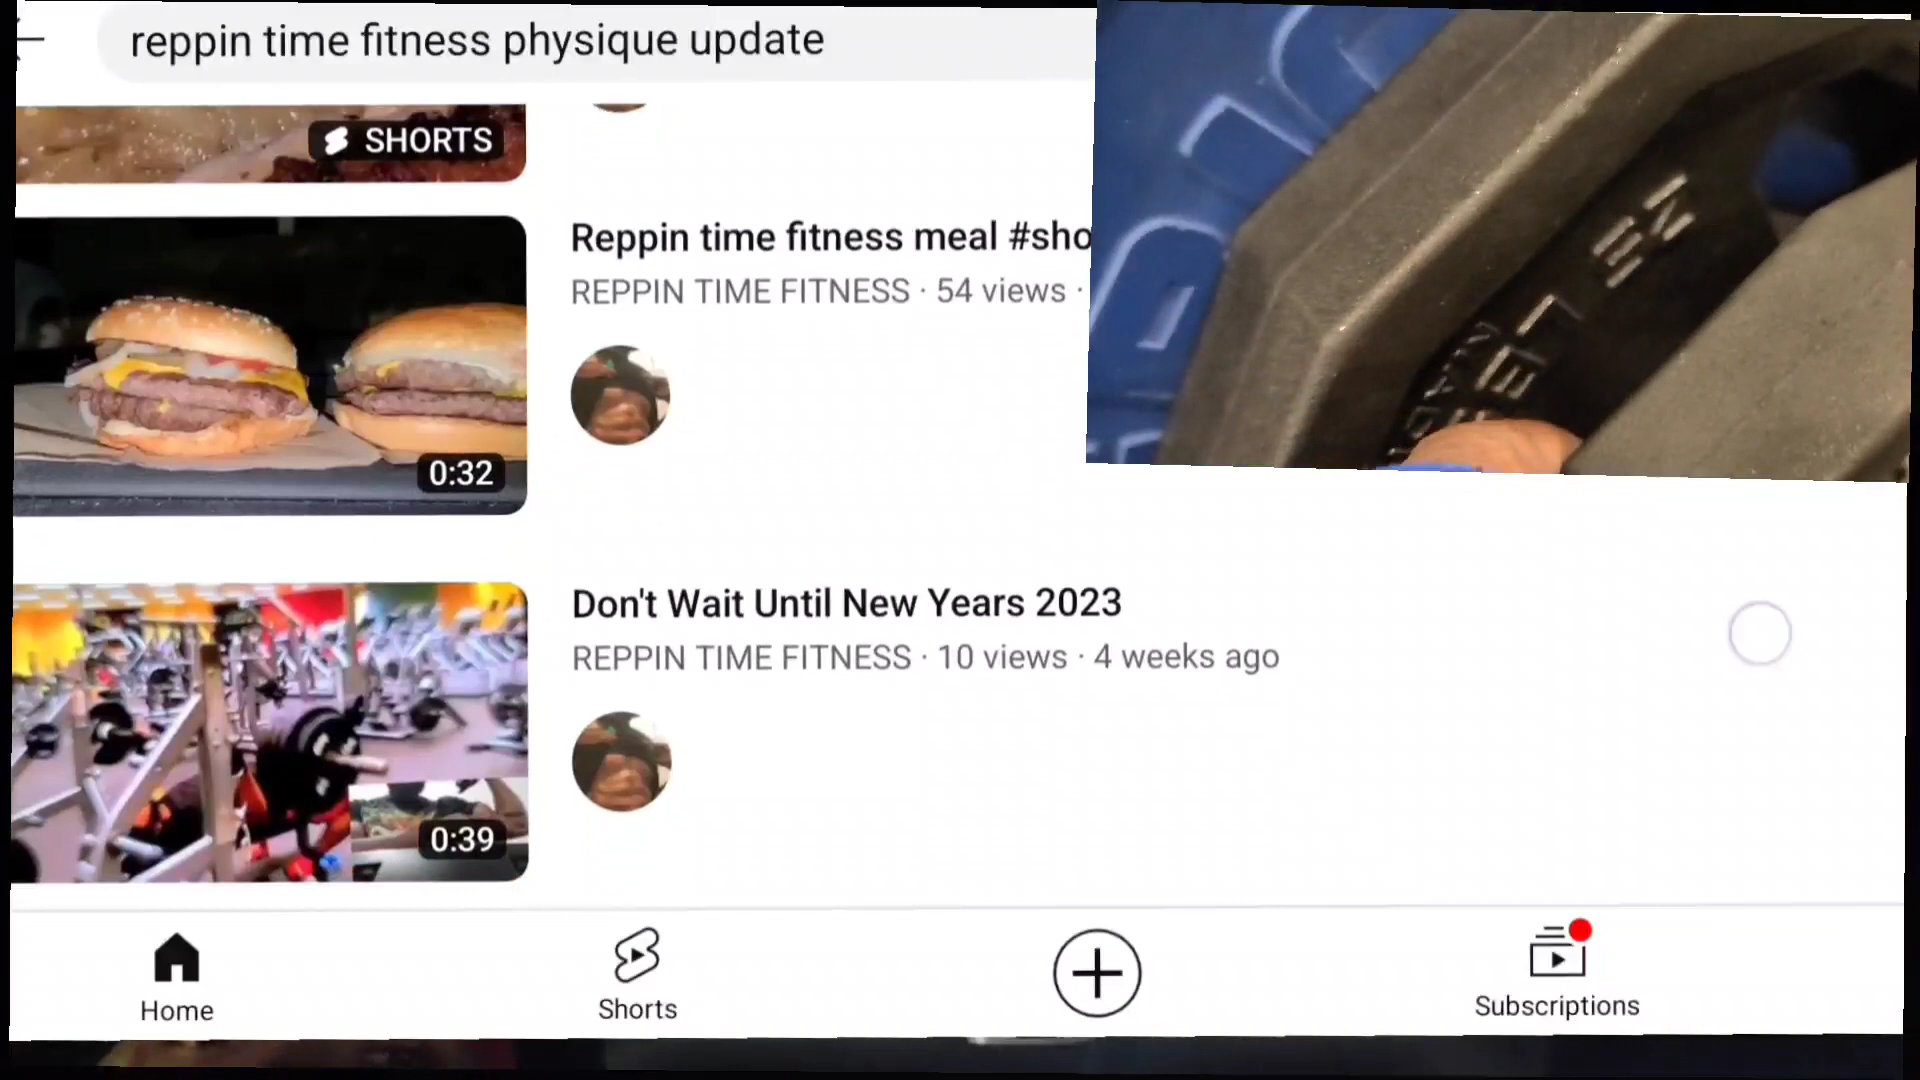 reppin time fitness physique update
SHORTS
Reppin time fitness meal #sho
REPPIN TIME FITNESS · 54 views ·
0:32
Don't Wait Until New Years 2023
REPPIN TIME FITNESS · 10 views · 4 weeks ago
0:39
Home
Shorts
Subscriptions